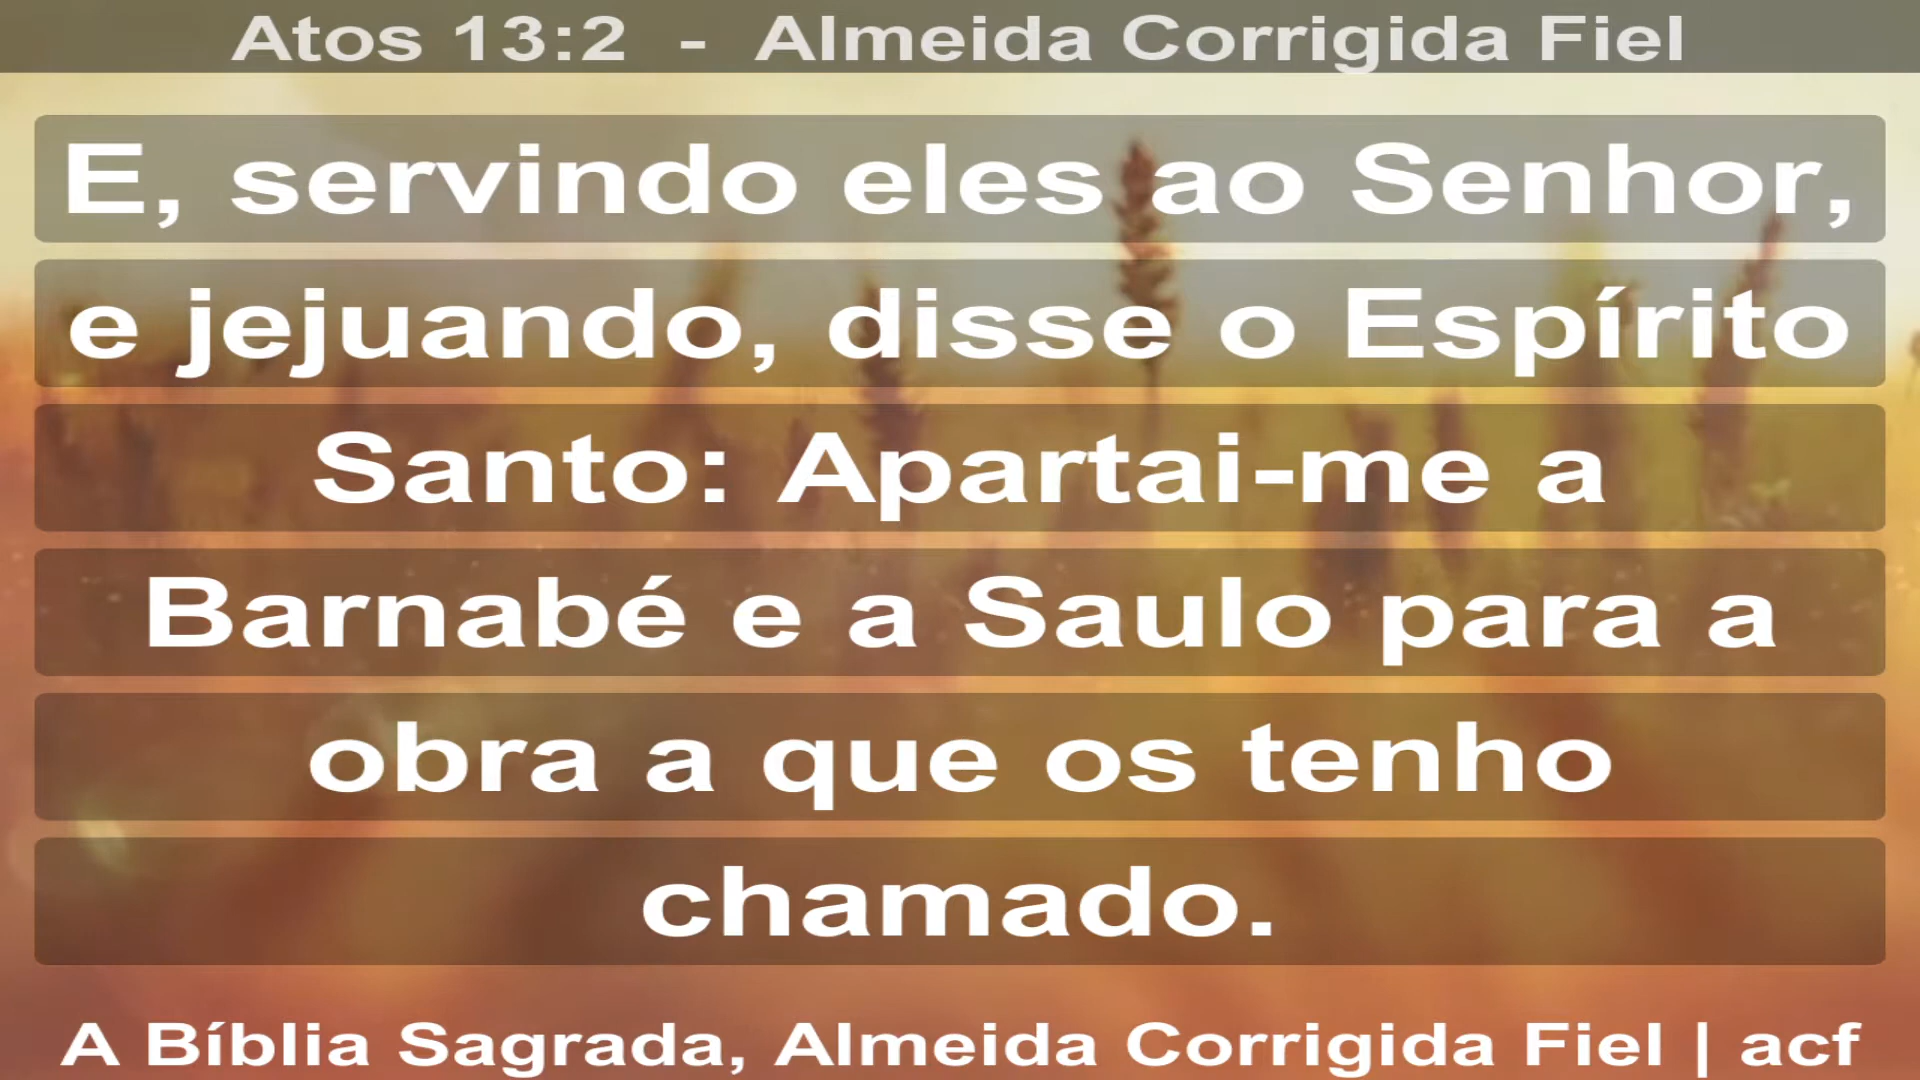 Atos 13:2 - Almeida Corrigida Fiel
E, servindo eles ao Senhor,
e jejuando, disse o Espírito
Santo: Apartai-me a
Barnabé e a Saulo para a
obra a que os tenho
chamado.
A Bíblia Sagrada, Almeida Corrigida Fiel | acf